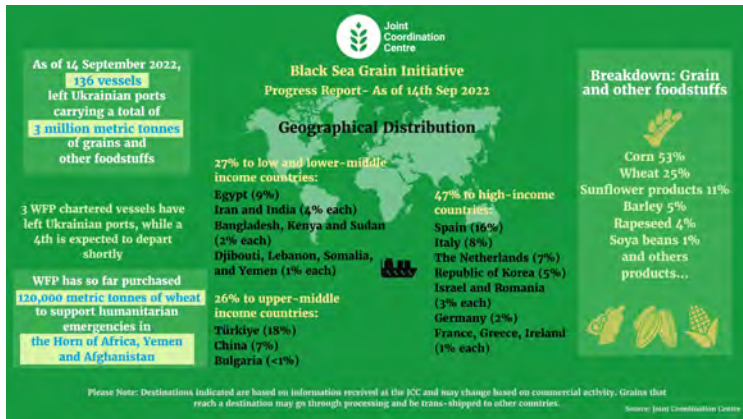 Joint
Coordination
Centre
Black Sea Grain Initiative
Progress Report- As of 14th Sep 2022
Geographical Distribution
As of 14 September 2022,
136 vessels
left Ukrainian ports
carrying a total of
3 million metric tonnes
of grains and
other foodstuffs
3 WFP chartered vessels have
left Ukrainian ports, while a
4th is expected to depart
shortly
WFP has so far purchased
120,000 metric tonnes of wheat
to support humanitarian
emergencies in
the Horn of Africa, Yemen
and Afghanistan
27% to low and lower-middle
income countries:
Egypt (9%)
Iran and India (4% each)
Bangladesh, Kenya and Sudan
(2% each)
Djibouti, Lebanon, Somalia,
and Yemen (1% each)
26% to upper-middle
income countries:
Türkiye (18%)
China (7%)
Bulgaria (<1%)
47% to high-income
countries:
Spain (16%)
Italy (8%)
The Netherlands (7%)
Republic of Korea (5%)
Israel and Romania
(3% each)
Germany (2%)
France, Greece, Ireland
(1% each)
Breakdown: Grain
and other foodstuffs
Corn 53%
Wheat 25%
Sunflower products 11%
Barley 5%
Rapeseed 4%
Soya beans 1%
and others
products...
Please Note: Destinations indicated are based on information received at the JCC and may change based on commercial activity. Grains that
reach a destination may go through processing and be trans-shipped to other countries.
Source: Joint Coordination Centre